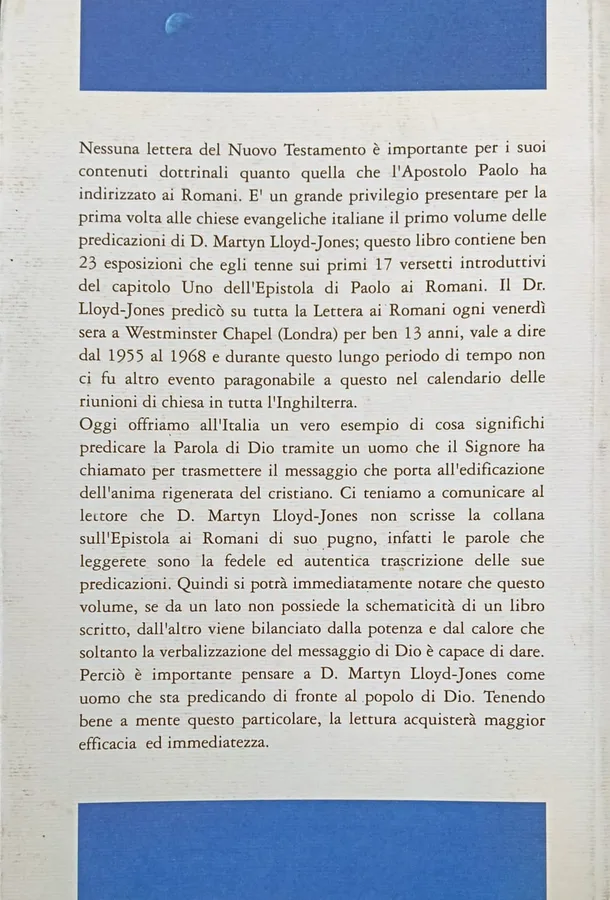 Nessuna lettera del Nuovo Testamento è importante per i suoi
contenuti dottrinali quanto quella che l'Apostolo Paolo ha
indirizzato ai Romani. E' un grande privilegio presentare per la
prima volta alle chiese evangeliche italiane il primo volume delle
predicazioni di D. Martyn Lloyd-Jones; questo libro contiene ben
23 esposizioni che egli tenne sui primi 17 versetti introduttivi
del capitolo Uno dell'Epistola di Paolo ai Romani. Il Dr.
Lloyd-Jones predicò su tutta la Lettera ai Romani ogni venerdì
sera a Westminster Chapel (Londra) per ben 13 anni, vale a dire
dal 1955 al 1968 e durante questo lungo periodo di tempo non
ci fu altro evento paragonabile a questo nel calendario delle
riunioni di chiesa in tutta l'Inghilterra.
Oggi offriamo all'Italia un vero esempio di cosa significhi
predicare la Parola di Dio tramite un uomo che il Signore ha
chiamato per trasmettere il messaggio che porta all'edificazione
dell'anima rigenerata del cristiano. Ci teniamo a comunicare al
lettore che D. Martyn Lloyd-Jones non scrisse la collana
sull'Epistola ai Romani di suo pugno, infatti le parole che
leggerete sono la fedele ed autentica trascrizione delle sue
predicazioni. Quindi si potrà immediatamente notare che questo
volume, se da un lato non possiede la schematicità di un libro
scritto, dall'altro viene bilanciato dalla potenza e dal calore che
soltanto la verbalizzazione del messaggio di Dio è capace di dare.
Perciò è importante pensare a D. Martyn Lloyd-Jones come
uomo che sta predicando di fronte al popolo di Dio. Tenendo
bene a mente questo particolare, la lettura acquisterà maggior
efficacia ed immediatezza.